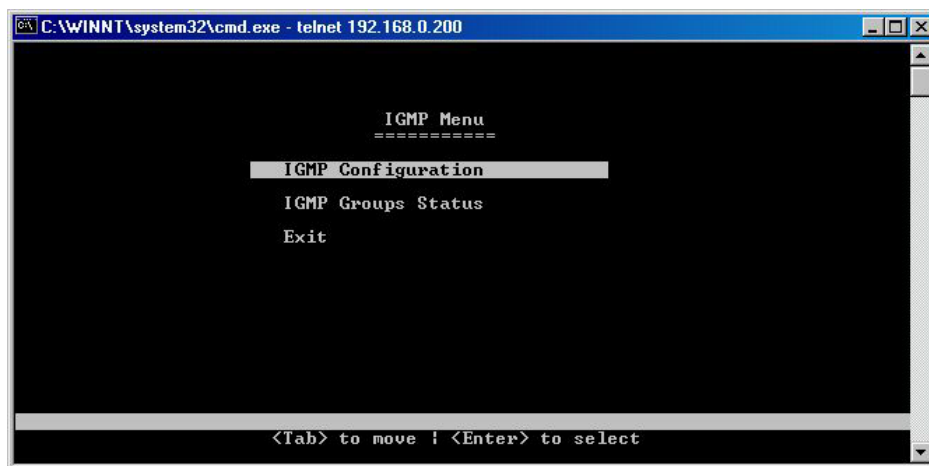 C:\WINNT\system32\cmd.exe - telnet 192.168.0.200
IGMP Menu
===========
IGMP Configuration
IGMP Groups Status
Exit
<Tab> to move ¦ <Enter> to select